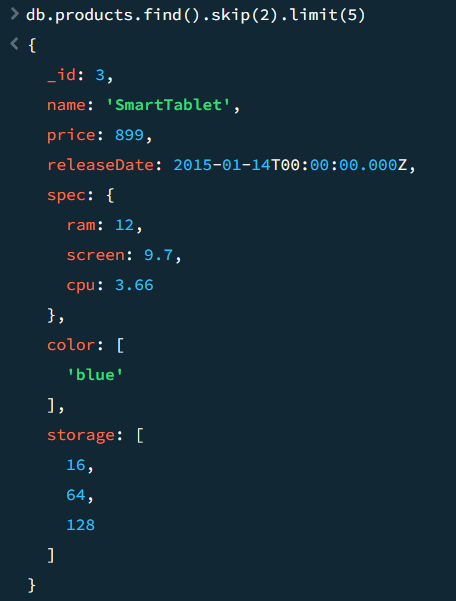 > db.products.find().skip(2).limit(5)
< {
_id: 3,
name: 'SmartTablet',
price: 899,
releaseDate: 2015-01-14T00:00:00.000Z,
spec: {
ram: 12,
screen: 9.7,
cpu: 3.66
},
color: [
'blue'
],
storage: [
16,
64,
128
]
}